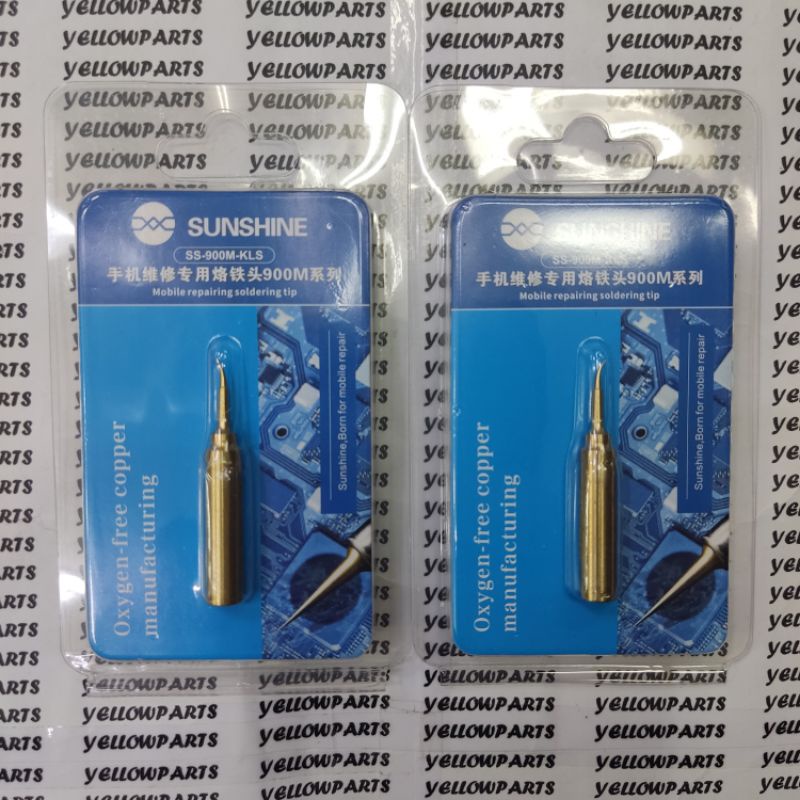 yellowPARTS
SUNSHINE
SS-900M-KLS
手机维修专用烙铁头900M系列
Mobile repairing soldering tip
Sunshine,Born for mobile repair
Oxygen-free copper
manufacturing
SUNSHINE
SS-900M
手机维修专用烙铁头900M系列
Mobile repairing soldering tip
Sunshine,Born for mobile repair
Oxygen-free copper
manufacturing